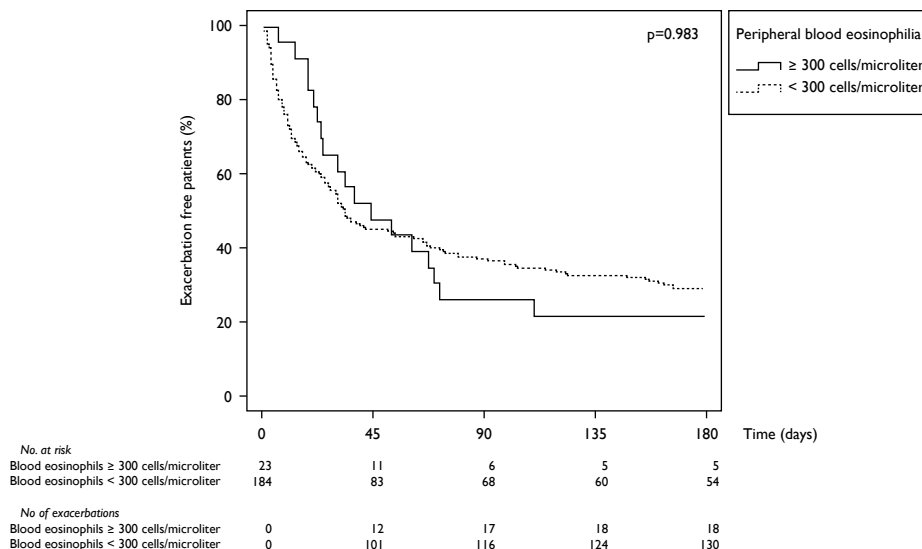 100
80
60
40
20
0
Exacerbation free patients (%)
p=0.983
Peripheral blood eosinophilia
≥ 300 cells/microliter
< 300 cells/microliter
0 45 90 135 180 Time (days)
No. at risk
Blood eosinophils ≥ 300 cells/microliter 23 11 6 5 5
Blood eosinophils < 300 cells/microliter 184 83 68 60 54
No of exacerbations
Blood eosinophils ≥ 300 cells/microliter 0 12 17 18 18
Blood eosinophils < 300 cells/microliter 0 101 116 124 130